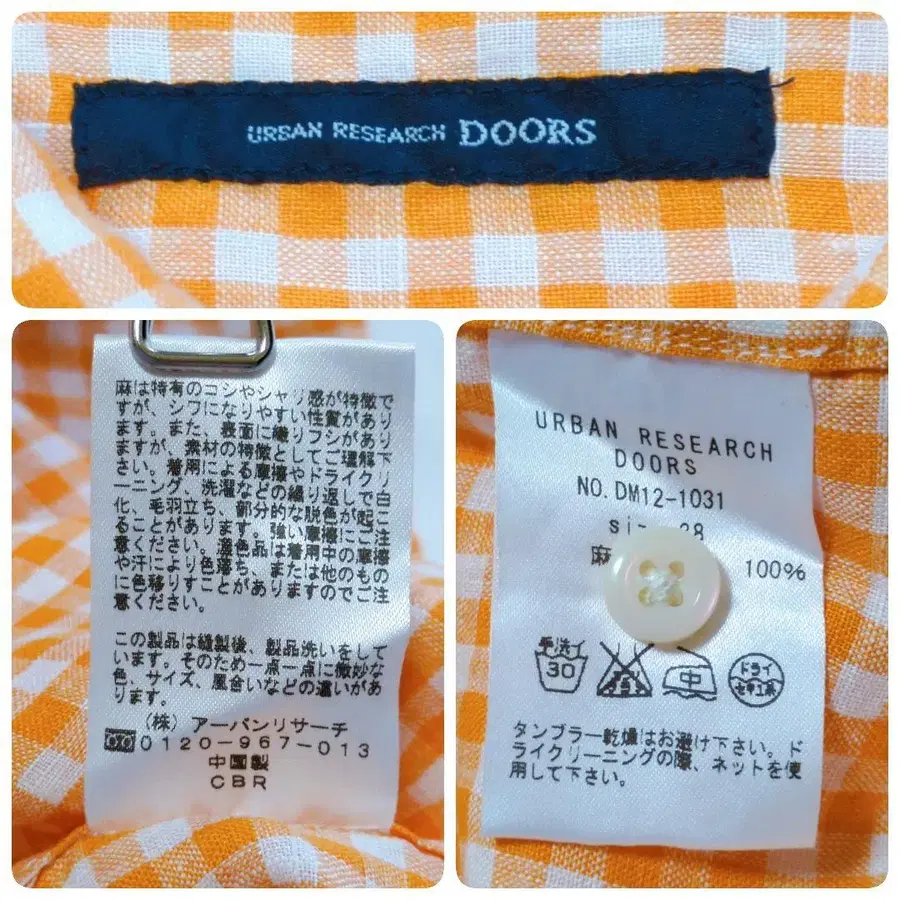 URBAN RESEARCH DOORS
麻は特有のコシやシャリ感が特徴で
すが、シワになりやすい性質があり
ます。また、表面に織りフシがあり
ますが、素材の特徴としてご理解下
さい。着用による摩擦やドライクリ
ーニング、洗濯などの繰り返しで白
化、毛羽立ち、部分的な脱色が起こ
ることがあります。強い摩擦にご注
意ください。濃色品は着用中の摩擦
や汗により色落ち、または他のもの
に色移りすことがありますのでご注
意ください。
この製品は縫製後、製品洗いをして
います。そのため一点一点に微妙な
色、サイズ、風合いなどの違いがあ
ります。
(株) アーバンリサーチ
0120-967-013
中国製
CBR
URBAN RESEARCH
DOORS
NO. DM12-1031
麻 100%
手洗イ 30 中 ドライ セキユ系
タンブラー乾燥はお避け下さい。ド
ライクリーニングの際、ネットを使
用して下さい。